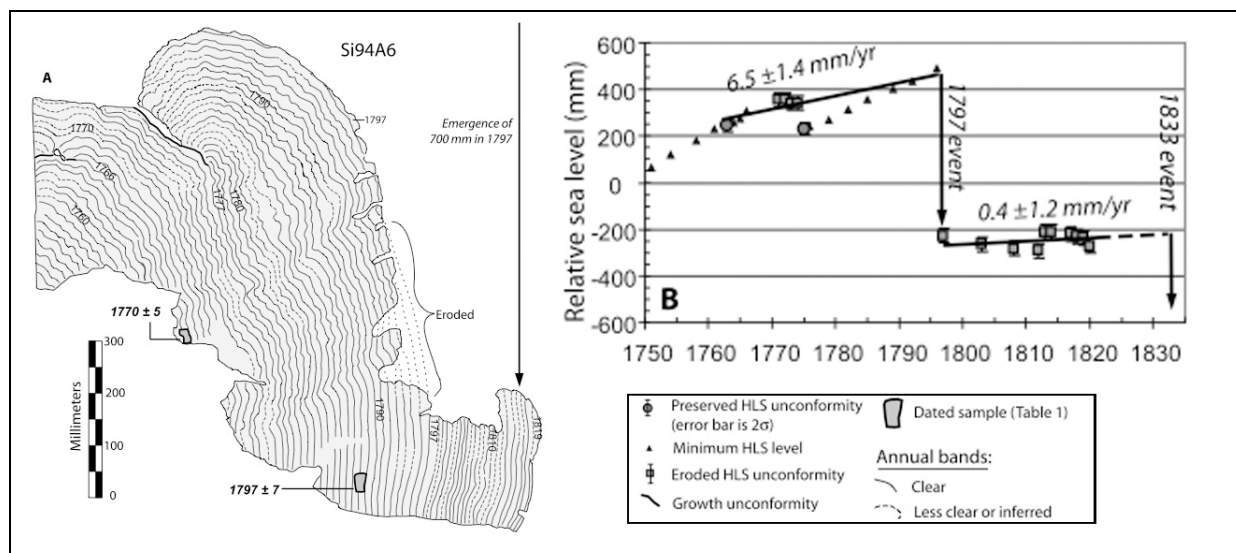 A
Si94A6
1790
1797
Emergence of
700 mm in 1797
1770
1766
1760
1777
1780
1770 ± 5
Eroded
Millimeters
300
200
100
0
1790
1797
1810
1819
1797 ± 7
Relative sea level (mm)
600
400
200
0
-200
-400
-600
6.5 ±1.4 mm/yr
1797 event
1833 event
0.4 ±1.2 mm/yr
B
1750 1760 1770 1780 1790 1800 1810 1820 1830
Preserved HLS unconformity
(error bar is 2σ)
Minimum HLS level
Eroded HLS unconformity
Growth unconformity
Dated sample (Table 1)
Annual bands:
Clear
Less clear or inferred